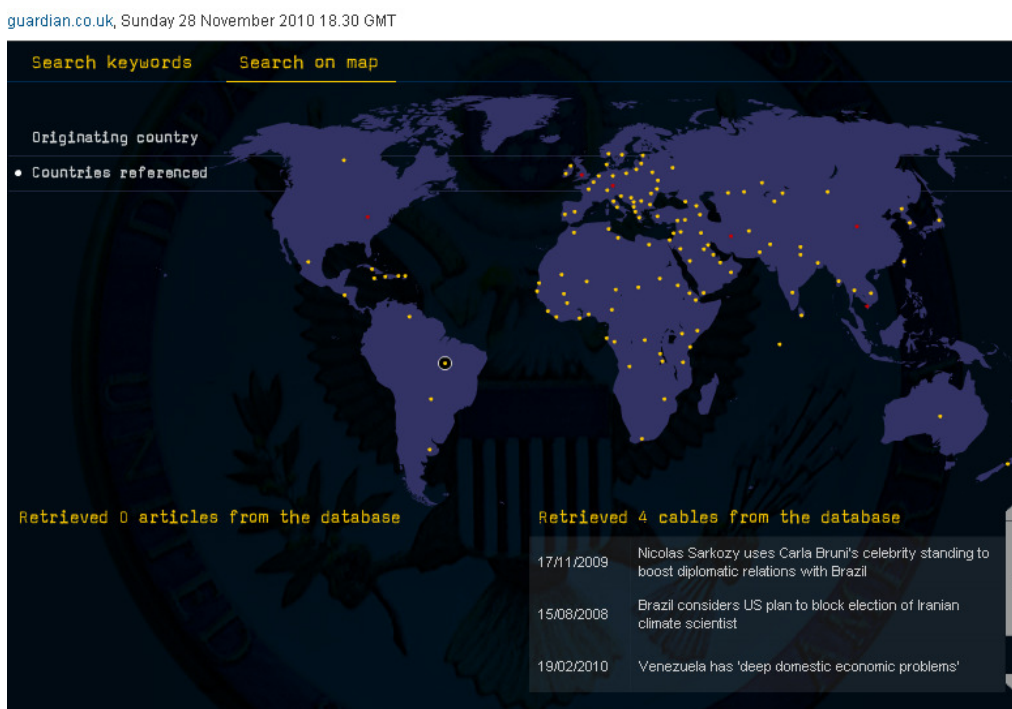 guardian.co.uk, Sunday 28 November 2010 18.30 GMT
Search keywords Search on map
Originating country
Countries referenced
Retrieved 0 articles from the database
Retrieved 4 cables from the database
17/11/2009 Nicolas Sarkozy uses Carla Bruni's celebrity standing to
boost diplomatic relations with Brazil
15/08/2008 Brazil considers US plan to block election of Iranian
climate scientist
19/02/2010 Venezuela has 'deep domestic economic problems'